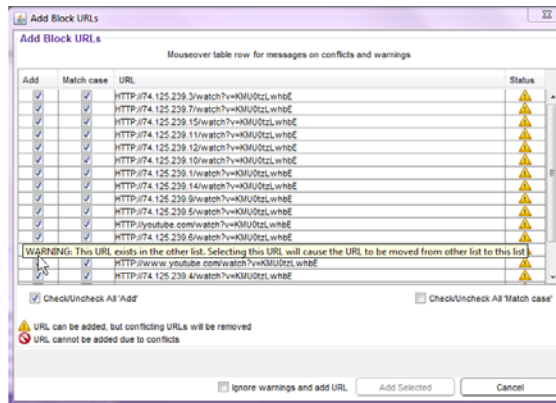 Add Block URLs
Add Block URLs
Mouseover table row for messages on conflicts and warnings
Add Match case URL Status
HTTP://74.125.239.3/watch?v=KMU0tzLwhbE
HTTP://74.125.239.7/watch?v=KMU0tzLwhbE
HTTP://74.125.239.15/watch?v=KMU0tzLwhbE
HTTP://74.125.239.11/watch?v=KMU0tzLwhbE
HTTP://74.125.239.12/watch?v=KMU0tzLwhbE
HTTP://74.125.239.10/watch?v=KMU0tzLwhbE
HTTP://74.125.239.1/watch?v=KMU0tzLwhbE
HTTP://74.125.239.14/watch?v=KMU0tzLwhbE
HTTP://74.125.239.9/watch?v=KMU0tzLwhbE
HTTP://74.125.239.5/watch?v=KMU0tzLwhbE
HTTP://youtube.com/watch?v=KMU0tzLwhbE
HTTP://74.125.239.6/watch?v=KMU0tzLwhbE
WARNING: This URL exists in the other list. Selecting this URL will cause the URL to be moved from other list to this list
HTTP://www.youtube.com/watch?v=KMU0tzLwhbE
HTTP://74.125.239.4/watch?v=KMU0tzLwhbE
Check/Uncheck All 'Add' Check/Uncheck All 'Match case'
URL can be added, but conflicting URLs will be removed
URL cannot be added due to conflicts
Ignore warnings and add URL Add Selected Cancel